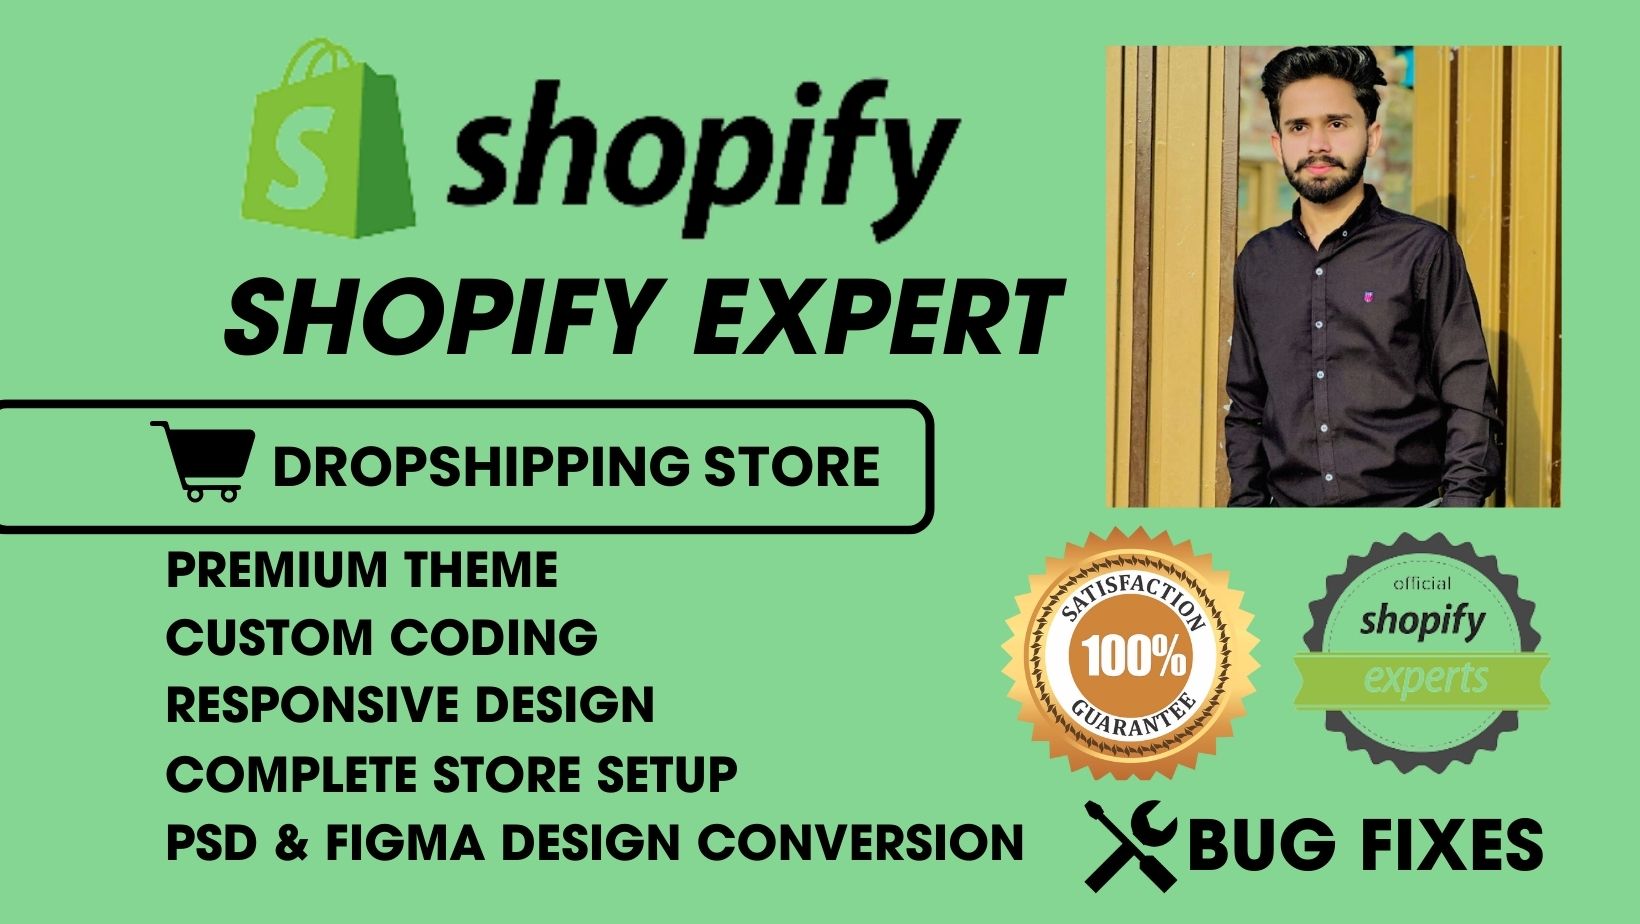 shopify
SHOPIFY EXPERT
DROPSHIPPING STORE
PREMIUM THEME
CUSTOM CODING
RESPONSIVE DESIGN
COMPLETE STORE SETUP
PSD & FIGMA DESIGN CONVERSION
SATISFACTION
100%
GUARANTEE
official
shopify
experts
BUG FIXES